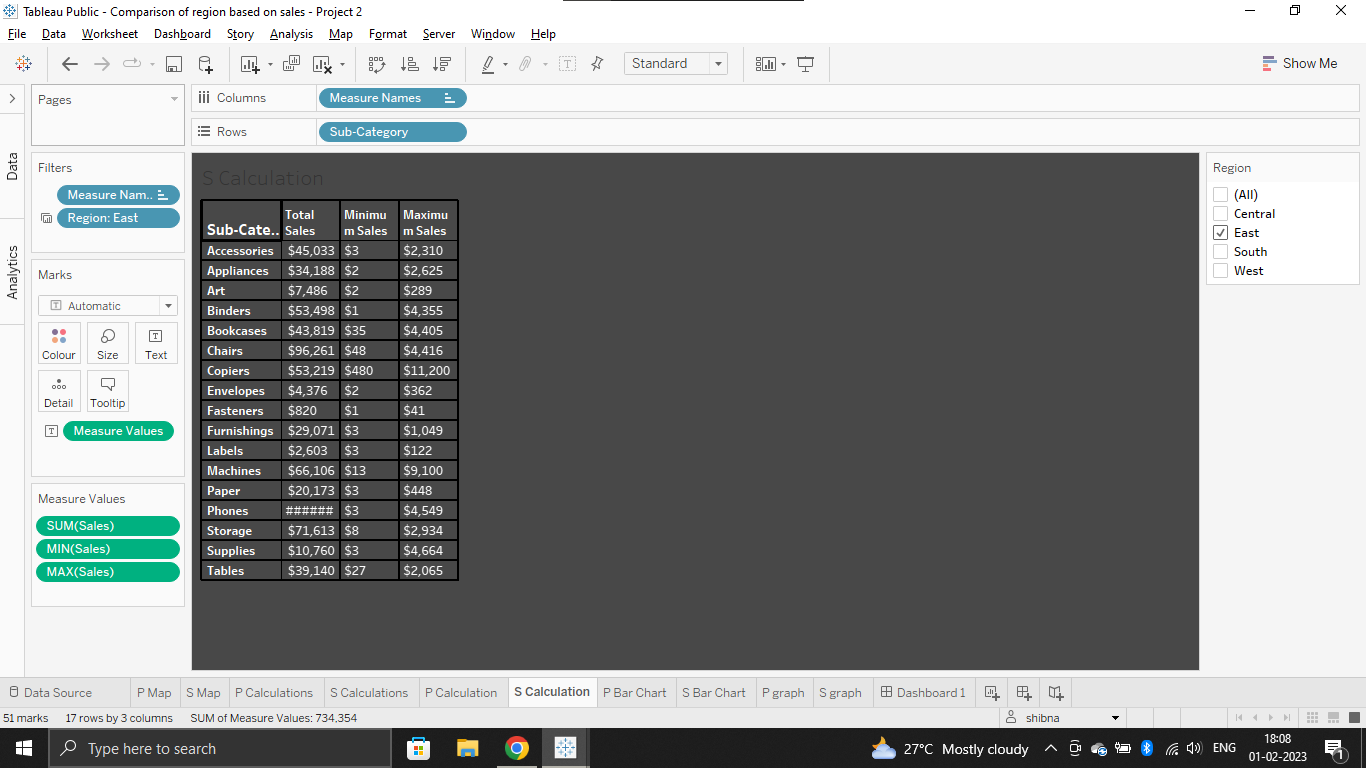 Tableau Public - Comparison of region based on sales - Project 2
File Data Worksheet Dashboard Story Analysis Map Format Server Window Help
Standard Show Me
Pages
Columns Measure Names
Rows Sub-Category
Data
Analytics
Filters
Measure Nam..
Region: East
Marks
Automatic
Colour Size Text
Detail Tooltip
Measure Values
Measure Values
SUM(Sales)
MIN(Sales)
MAX(Sales)
S Calculation
Sub-Cate.. Total Sales Minimu m Sales Maximu m Sales
Accessories $45,033 $3 $2,310
Appliances $34,188 $2 $2,625
Art $7,486 $2 $289
Binders $53,498 $1 $4,355
Bookcases $43,819 $35 $4,405
Chairs $96,261 $48 $4,416
Copiers $53,219 $480 $11,200
Envelopes $4,376 $2 $362
Fasteners $820 $1 $41
Furnishings $29,071 $3 $1,049
Labels $2,603 $3 $122
Machines $66,106 $13 $9,100
Paper $20,173 $3 $448
Phones ###### $3 $4,549
Storage $71,613 $8 $2,934
Supplies $10,760 $3 $4,664
Tables $39,140 $27 $2,065
Region
(All)
Central
East
South
West
Data Source P Map S Map P Calculations S Calculations P Calculation S Calculation P Bar Chart S Bar Chart P graph S graph Dashboard 1
51 marks 17 rows by 3 columns SUM of Measure Values: 734,354 shibna
Type here to search 27°C Mostly cloudy ENG 18:08
01-02-2023 1